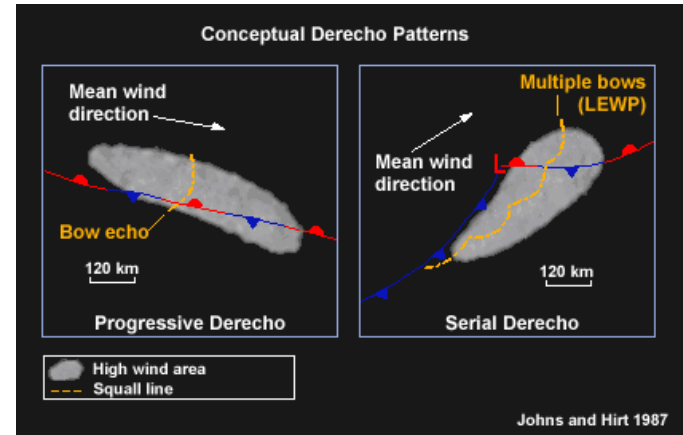 Conceptual Derecho Patterns
Mean wind
direction
Bow echo
120 km
Progressive Derecho
Multiple bows
(LEWP)
L
Mean wind
direction
120 km
Serial Derecho
High wind area
Squall line
Johns and Hirt 1987